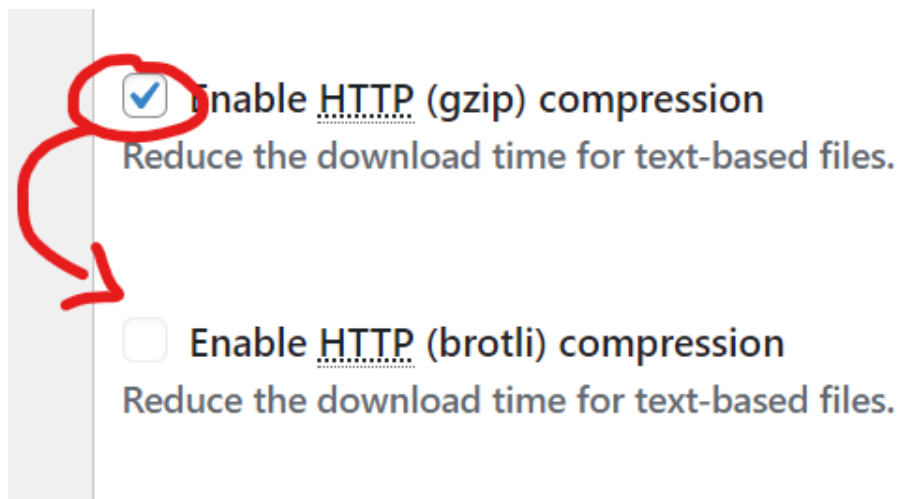 Enable HTTP (gzip) compression
Reduce the download time for text-based files.
Enable HTTP (brotli) compression
Reduce the download time for text-based files.